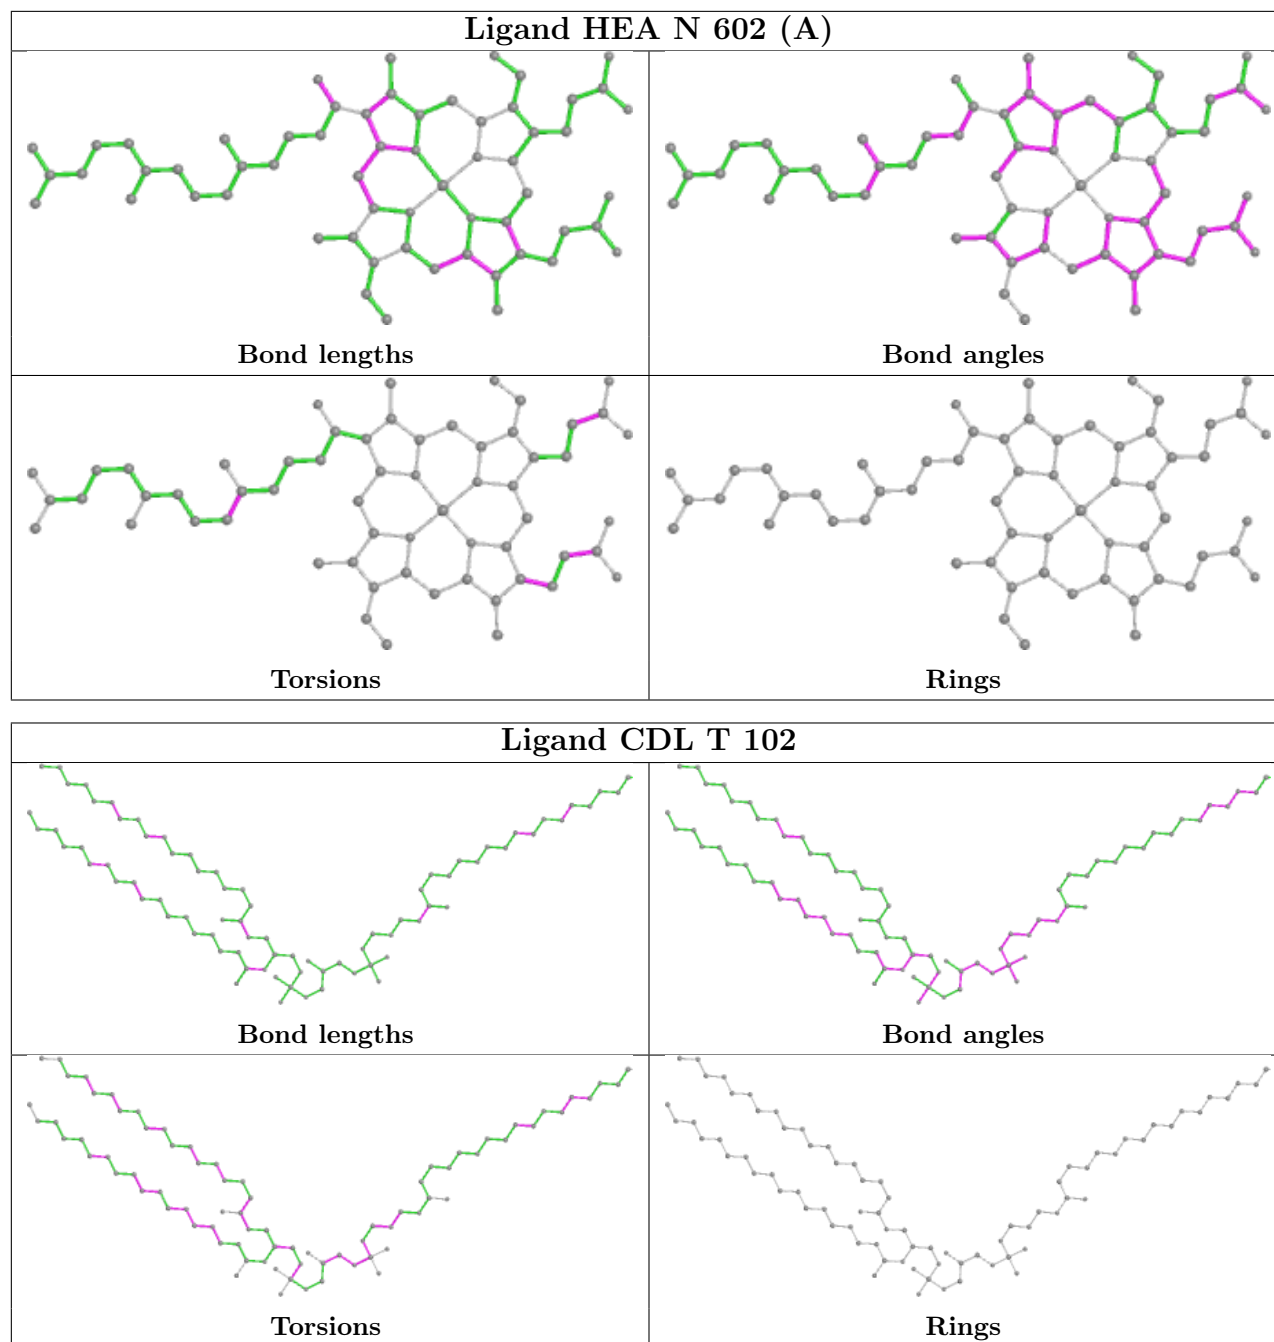 Ligand HEA N 602 (A)
Bond lengths
Bond angles
Torsions
Rings
Ligand CDL T 102
Bond lengths
Bond angles
Torsions
Rings